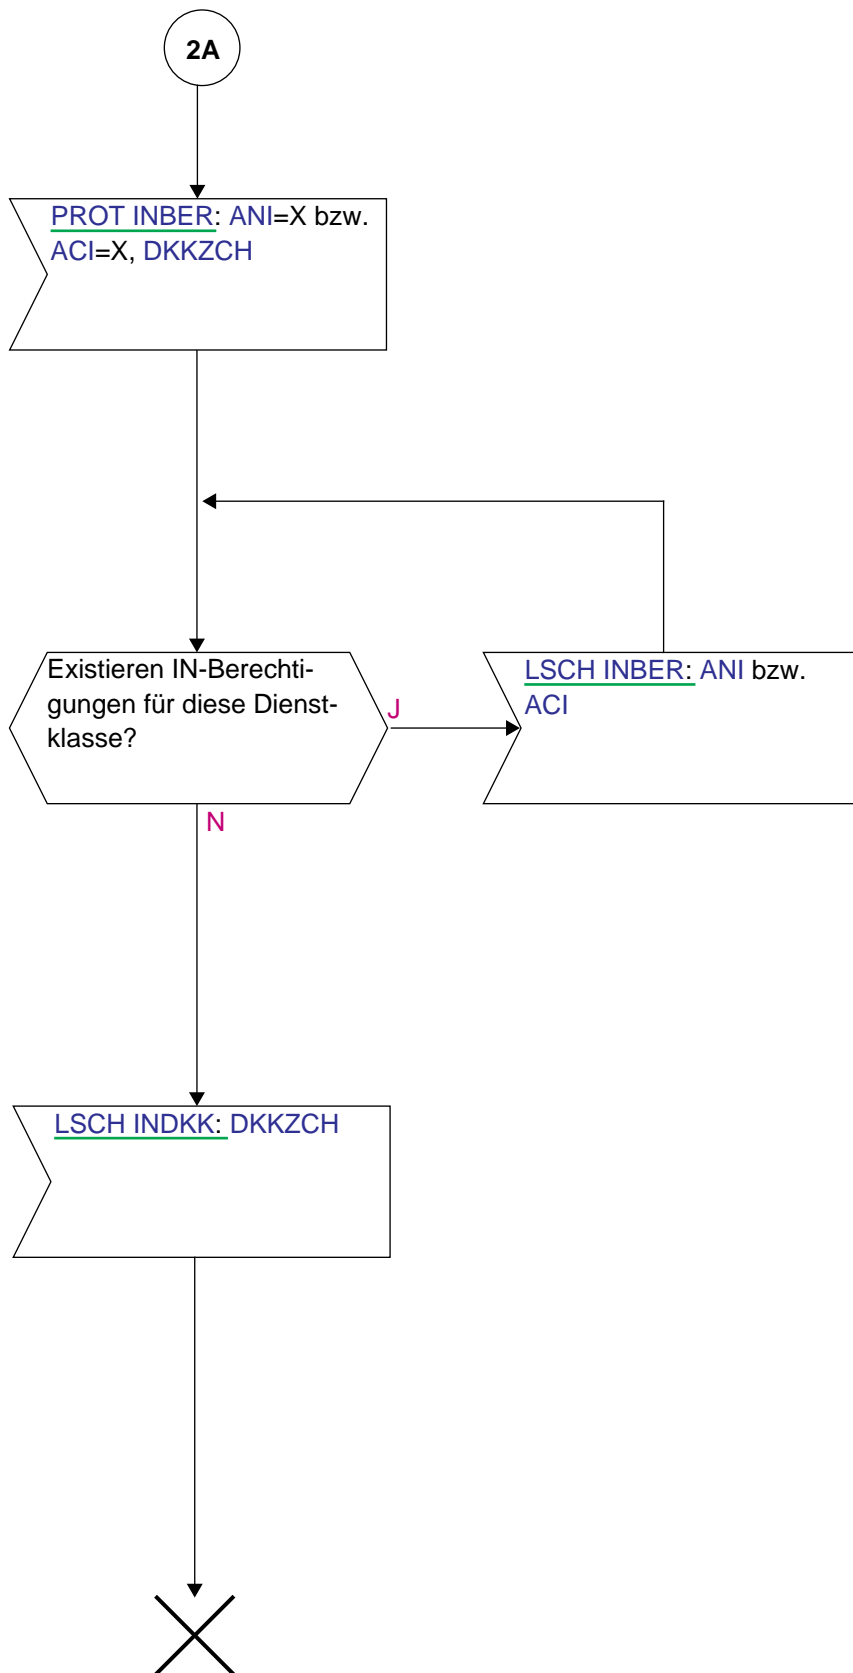 2A
PROT INBER: ANI=X bzw.
ACI=X, DKKZCH
Existieren IN-Berechti-
gungen für diese Dienst-
klasse?
J
LSCH INBER: ANI bzw.
ACI
N
LSCH INDKK: DKKZCH